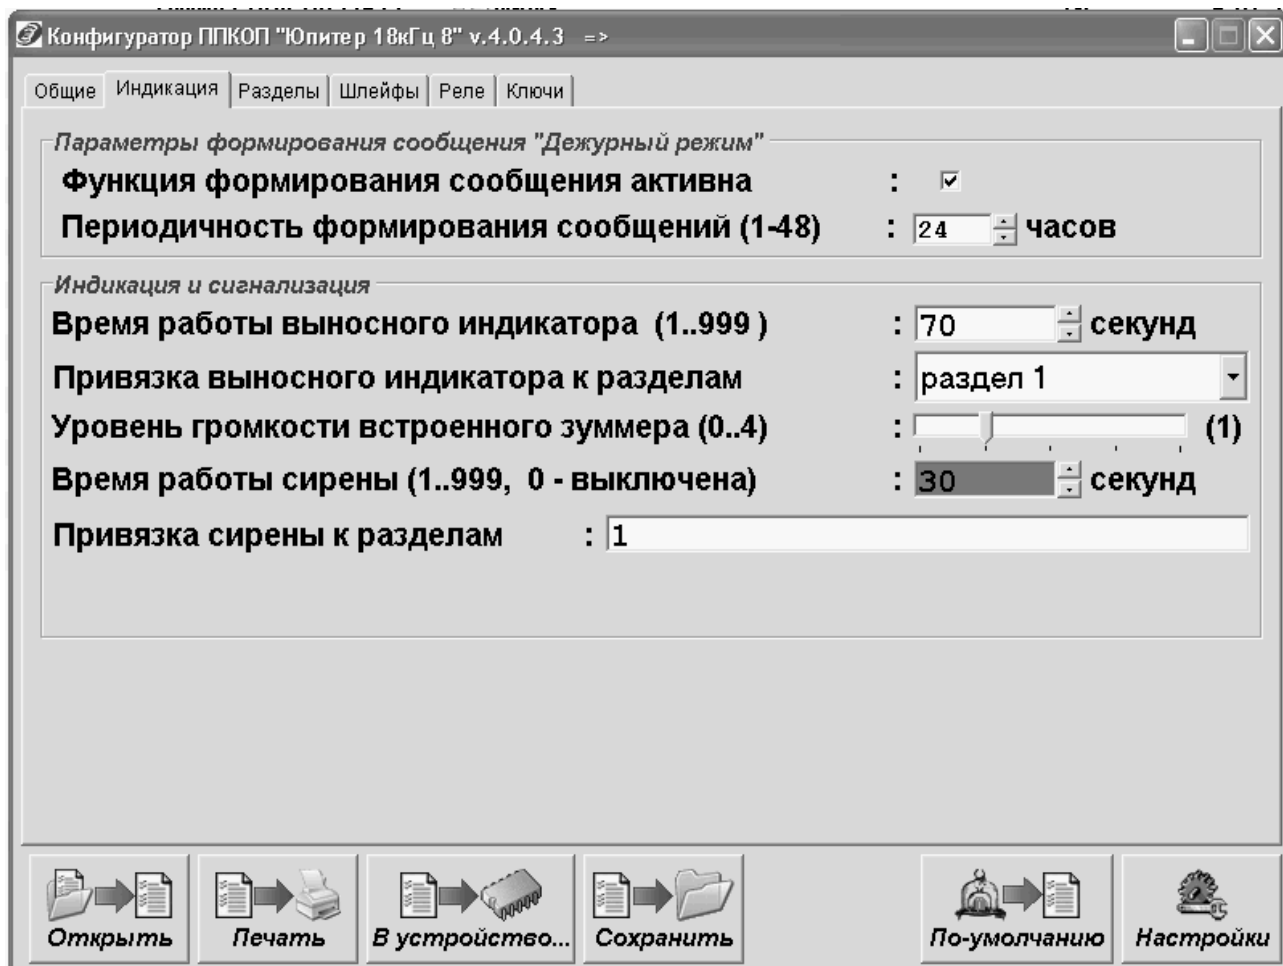 Конфигуратор ППКОП "Юпитер 18кГц 8" v.4.0.4.3 =>
Общие Индикация Разделы Шлейфы Реле Ключи
Параметры формирования сообщения "Дежурный режим"
Функция формирования сообщения активна :
Периодичность формирования сообщений (1-48) : 24 часов
Индикация и сигнализация
Время работы выносного индикатора (1..999 ) : 70 секунд
Привязка выносного индикатора к разделам : раздел 1
Уровень громкости встроенного зуммера (0..4) : (1)
Время работы сирены (1..999, 0 - выключена) : 30 секунд
Привязка сирены к разделам : 1
Открыть Печать В устройство... Сохранить По-умолчанию Настройки